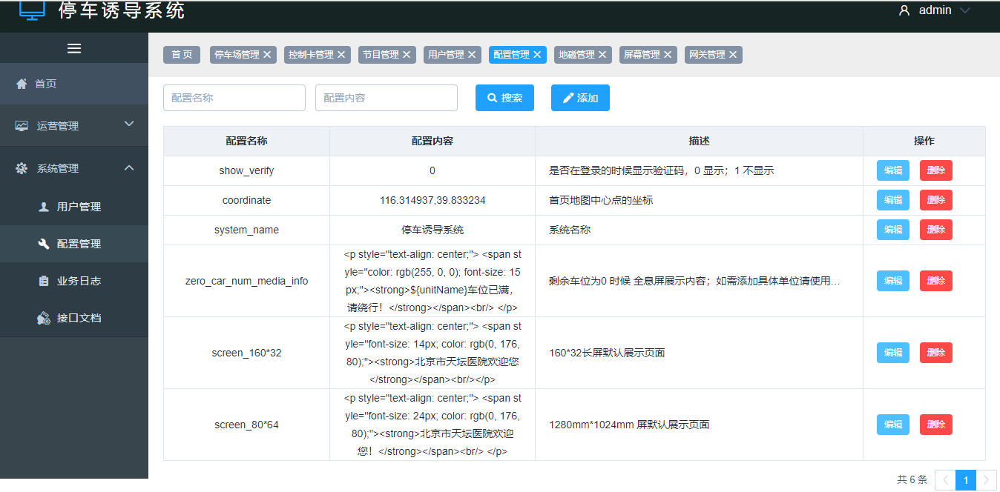 停车诱导系统
admin
首页
停车场管理
控制卡管理
节目管理
用户管理
配置管理
地磁管理
屏幕管理
网关管理
首页
运营管理
系统管理
用户管理
配置管理
业务日志
接口文档
配置名称
配置内容
搜索
添加
配置名称 配置内容 描述 操作
show_verify 0 是否在登录的时候显示验证码，0 显示；1 不显示 编辑 删除
coordinate 116.314937,39.833234 首页地图中心点的坐标 编辑 删除
system_name 停车诱导系统 系统名称 编辑 删除
zero_car_num_media_info
<p style="text-align: center;"> <span st
yle="color: rgb(255, 0, 0); font-size: 15
px;"><strong>${unitName}车位已满，
请绕行！</strong></span><br/> </p>
剩余车位为0 时候 全息屏展示内容；如需添加具体单位请使用…
编辑 删除
screen_160*32
<p style="text-align: center;"> <span st
yle="font-size: 14px; color: rgb(0, 176,
80);"><strong>北京市天坛医院欢迎您
</strong></span><br/></p>
160*32长屏默认展示页面
编辑 删除
screen_80*64
<p style="text-align: center;"> <span st
yle="font-size: 24px; color: rgb(0, 176,
80);"><strong>北京市天坛医院欢迎
您！</strong></span><br/> </p>
1280mm*1024mm 屏默认展示页面
编辑 删除
共 6 条
1